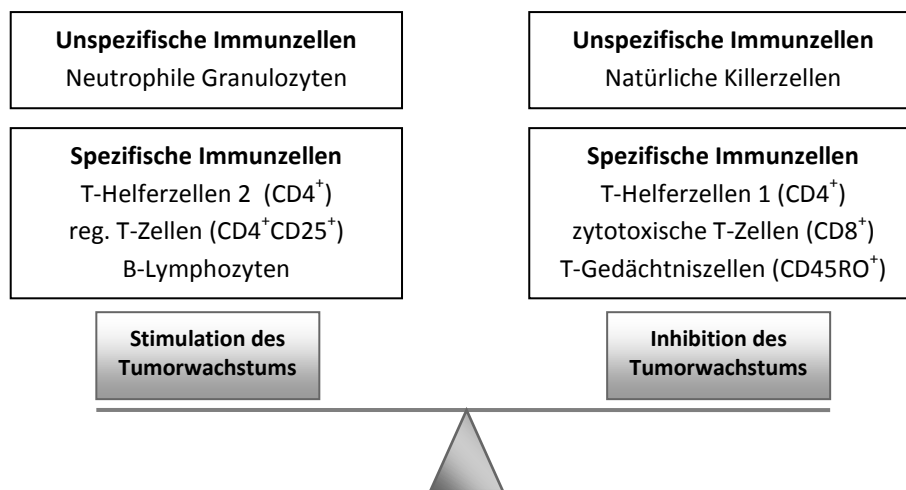 Unspezifische Immunzellen
Neutrophile Granulozyten
Spezifische Immunzellen
T-Helferzellen 2 (CD4⁺)
reg. T-Zellen (CD4⁺CD25⁺)
B-Lymphozyten
Stimulation des
Tumorwachstums
Unspezifische Immunzellen
Natürliche Killerzellen
Spezifische Immunzellen
T-Helferzellen 1 (CD4⁺)
zytotoxische T-Zellen (CD8⁺)
T-Gedächtniszellen (CD45RO⁺)
Inhibition des
Tumorwachstums